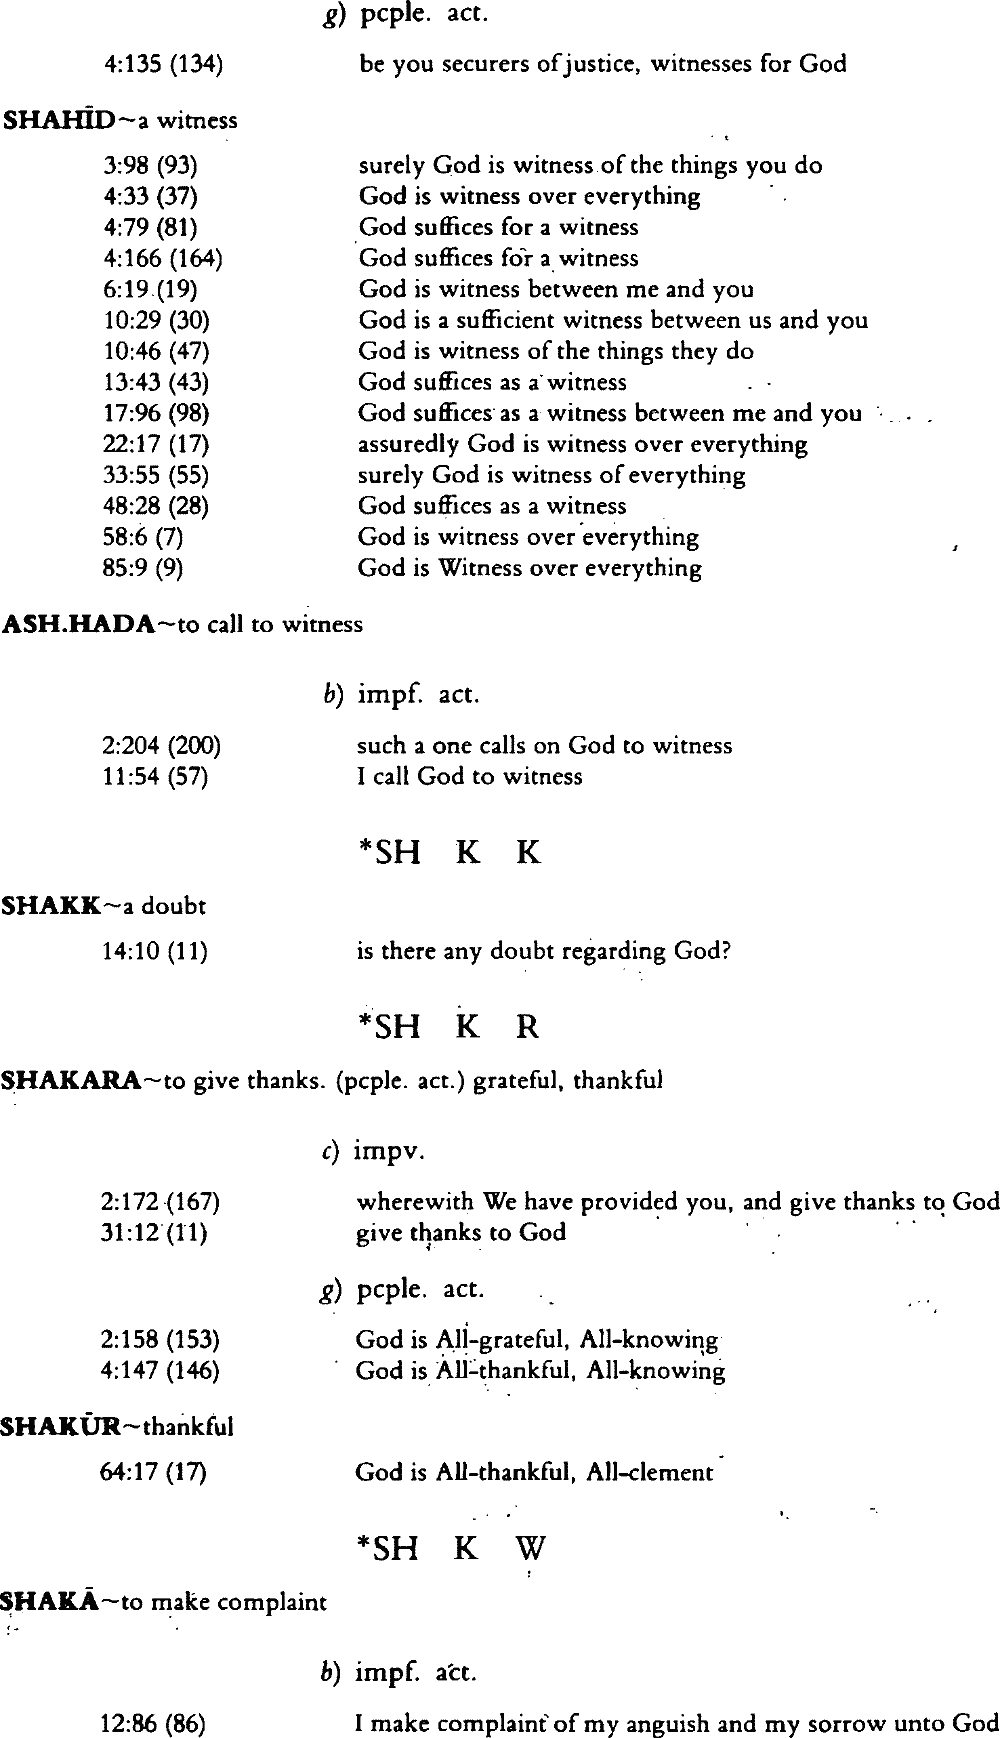 g) pcple. act.
4:135 (134) be you securers of justice, witnesses for God
SHAHĪD~a witness
3:98 (93) surely God is witness of the things you do
4:33 (37) God is witness over everything
4:79 (81) God suffices for a witness
4:166 (164) God suffices for a witness
6:19 (19) God is witness between me and you
10:29 (30) God is a sufficient witness between us and you
10:46 (47) God is witness of the things they do
13:43 (43) God suffices as a witness
17:96 (98) God suffices as a witness between me and you
22:17 (17) assuredly God is witness over everything
33:55 (55) surely God is witness of everything
48:28 (28) God suffices as a witness
58:6 (7) God is witness over everything
85:9 (9) God is Witness over everything
ASH.HADA~to call to witness
b) impf. act.
2:204 (200) such a one calls on God to witness
11:54 (57) I call God to witness
*SH K K
SHAKK~a doubt
14:10 (11) is there any doubt regarding God?
*SH K R
SHAKARA~to give thanks. (pcple. act.) grateful, thankful
c) impv.
2:172 (167) wherewith We have provided you, and give thanks to God
31:12 (11) give thanks to God
g) pcple. act.
2:158 (153) God is All-grateful, All-knowing
4:147 (146) God is All-thankful, All-knowing
SHAKŪR~thankful
64:17 (17) God is All-thankful, All-clement
*SH K W
SHAKĀ~to make complaint
b) impf. act.
12:86 (86) I make complaint of my anguish and my sorrow unto God